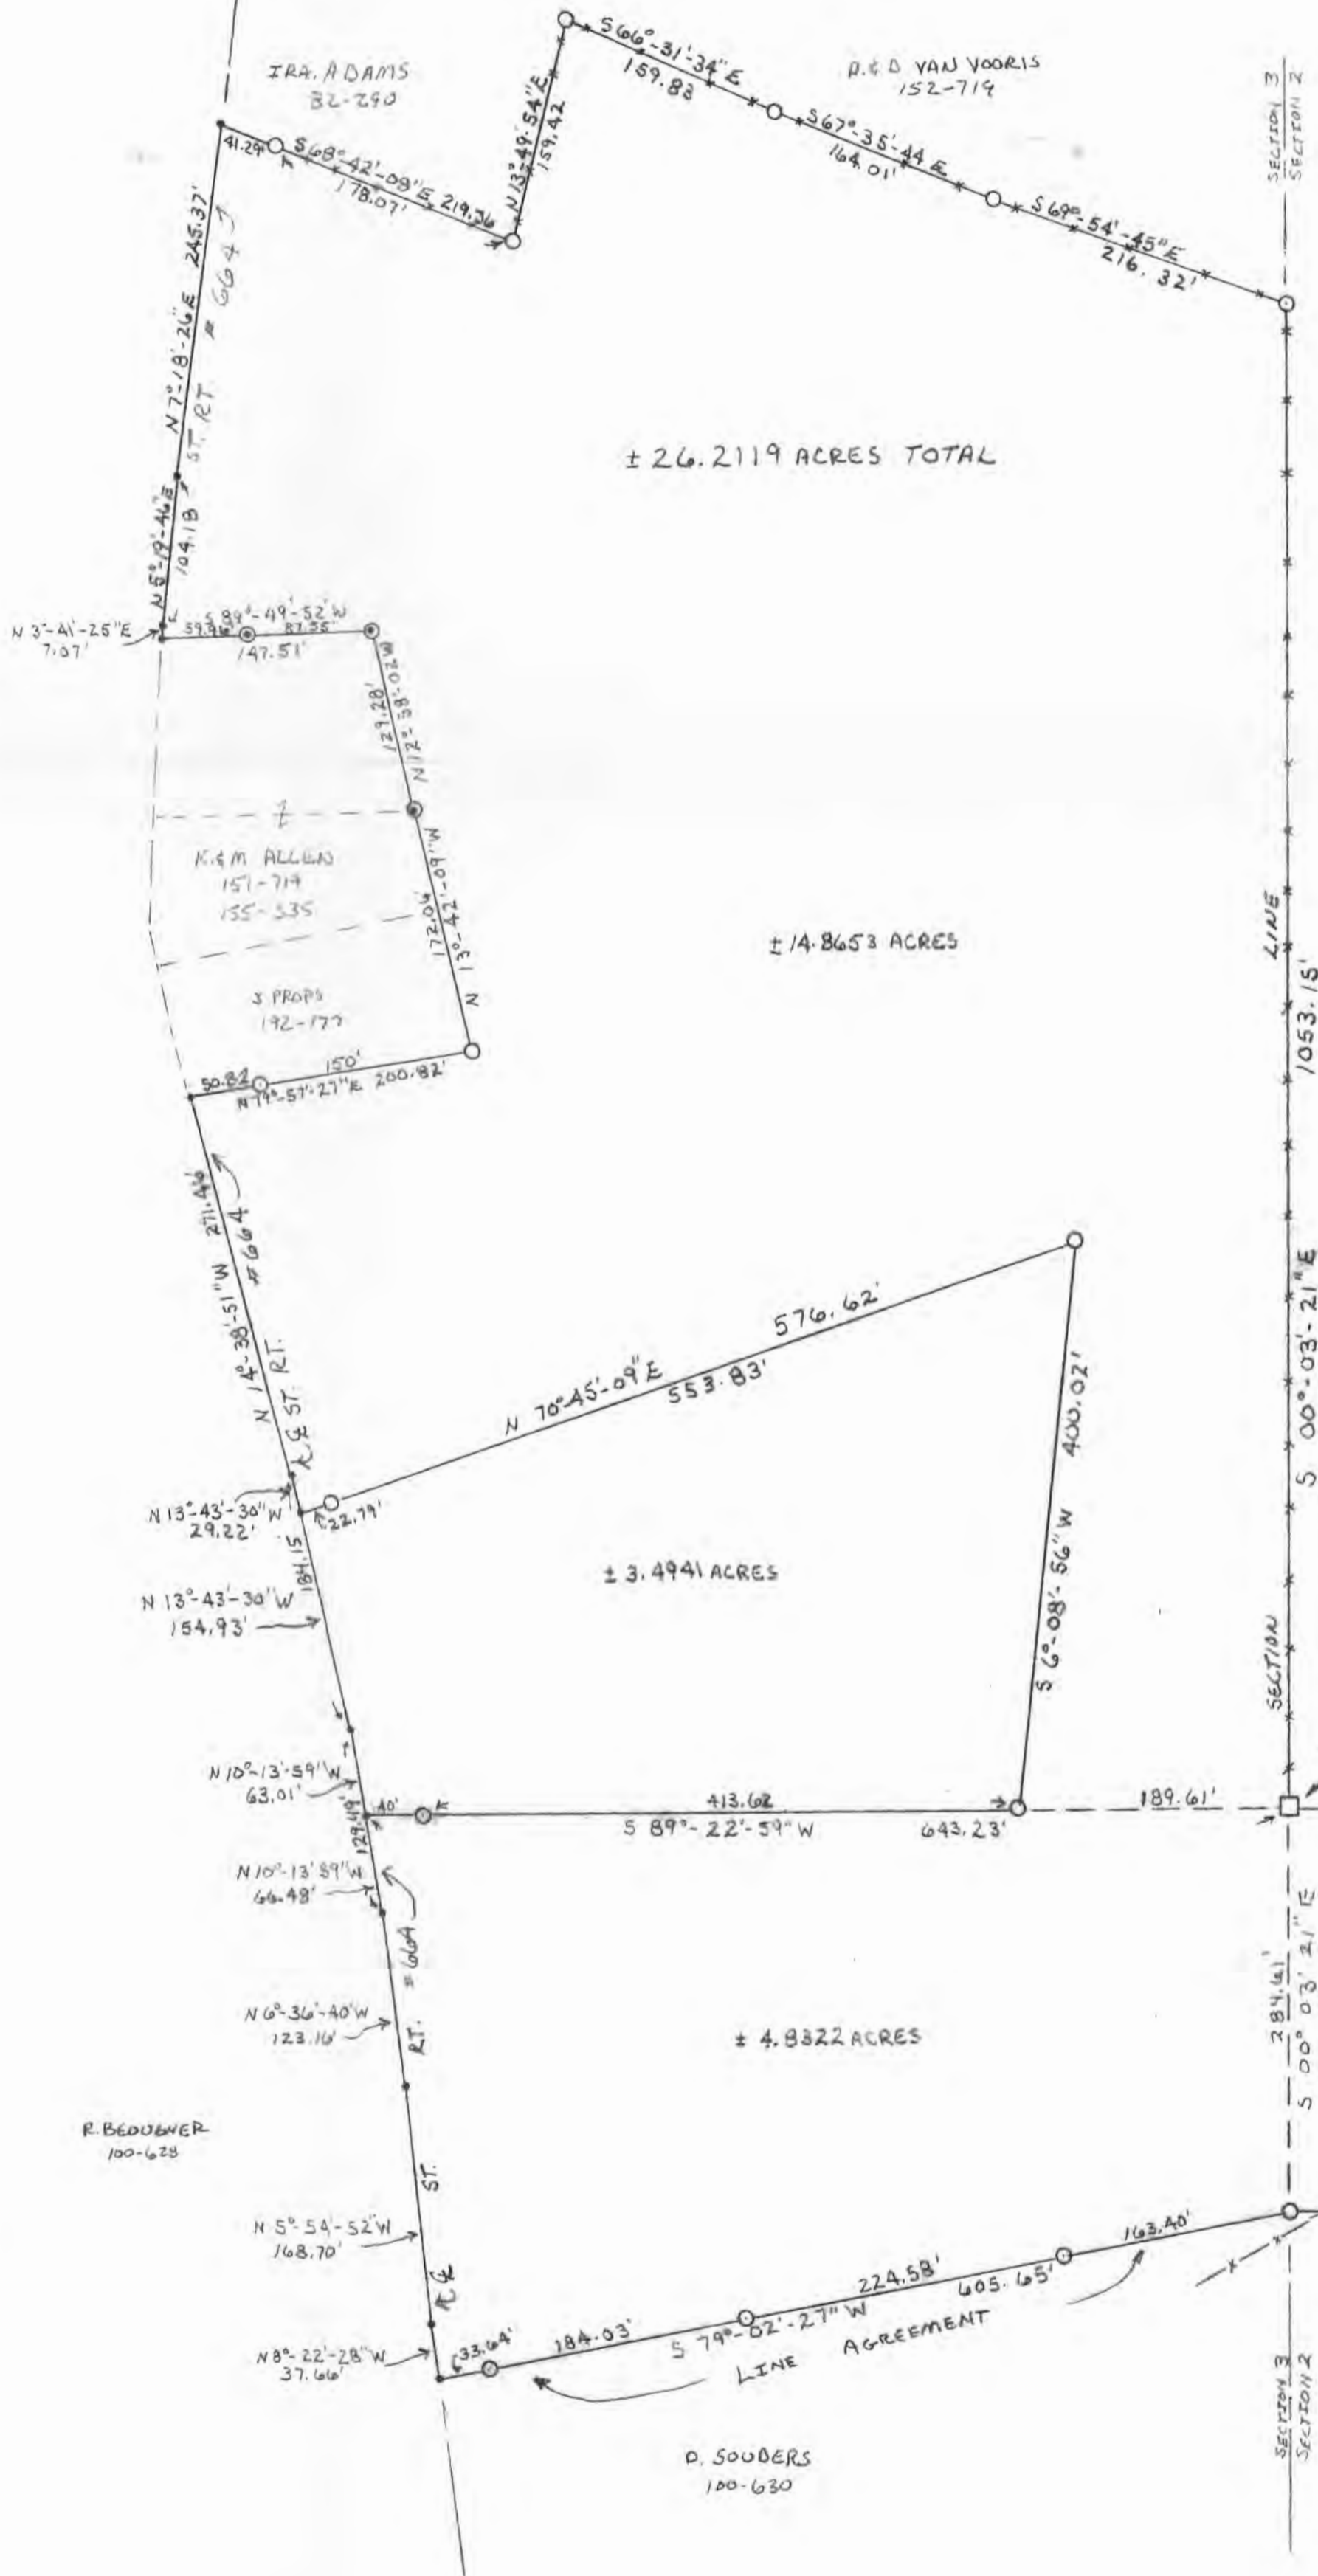 IRA. ADAMS
82-290
S 66°-31'-34" E
159.83
D. & D VAN VOORIS
152-719
SECTION 3
SECTION 2
N 13°-49'-54" E
159.42
41.29'
S 68°-42'-08" E 219.36
178.07'
S 67°-35'-44 E
164.01'
S 69°-54'-45" E
216.32'
N 7°-18'-26" E 245.37'
ST. RT. # 664
± 26.2119 ACRES TOTAL
N 5°-19'-46" E
104.18
N 3°-41'-25" E
7.07'
S 89°-49'-52" W
59.96' 87.55'
147.51'
N 12°-58'-02" W
129.28'
K. & M ALLEN
151-719
155-535
N 13°-42'-09" W
172.04'
± 14.8653 ACRES
J PROPS
192-177
50.82 150'
N 79°-57'-27" E 200.82'
SECTION LINE
S 00°-03'-21" E 1053.15'
N 14°-38'-51" W 271.46'
℄ ST. RT. # 664
576.62'
N 70°-45'-09" E
553.83'
22.79'
N 13°-43'-30" W
29.22'
184.15
S 6°-08'-56" W 400.02'
± 3.4941 ACRES
N 13°-43'-30" W
154.93'
N 10°-13'-59" W
63.01'
129.49'
40' 413.62 189.61'
S 89°-22'-59" W 643.23'
N 10°-13' 59" W
66.48'
N 6°-36'-40" W
123.16'
℄ ST. RT. # 664
± 4.8322 ACRES
284.61'
S 00° 03' 21" E
R. BEOUGHER
100-628
N 5°-54'-52" W
168.70'
N 8°-22'-28" W
37.66'
33.64' 184.03' 224.58' 163.40'
S 79°-02'-27" W 605.65'
LINE AGREEMENT
D. SOUDERS
100-630
SECTION 3
SECTION 2